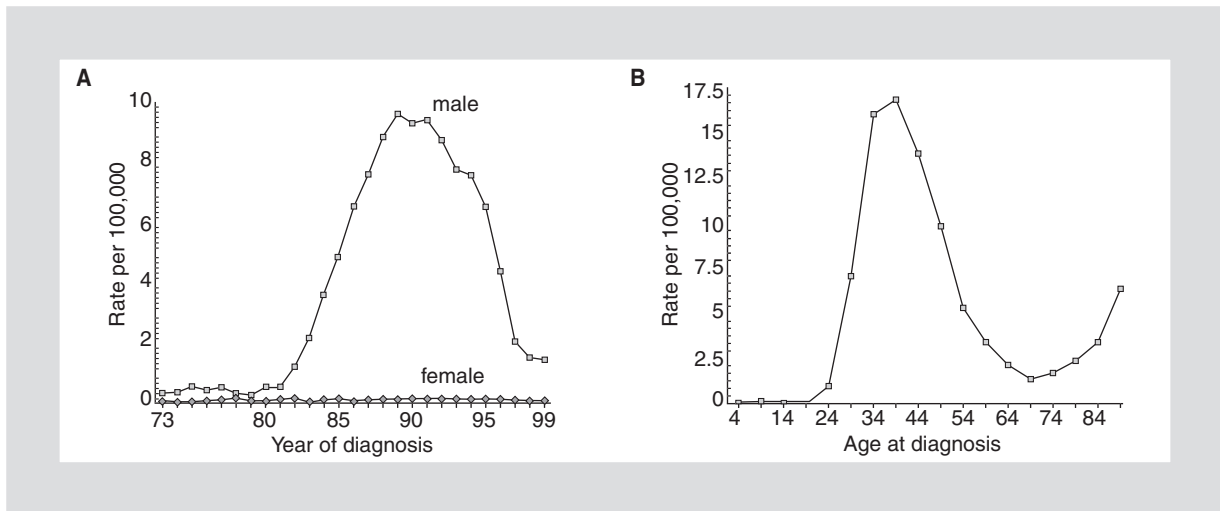 A
10
8
6
4
2
0
Rate per 100,000
male
female
73 80 85 90 95 99
Year of diagnosis
B
17.5
15
12.5
10
7.5
5
2.5
0
Rate per 100,000
4 14 24 34 44 54 64 74 84
Age at diagnosis